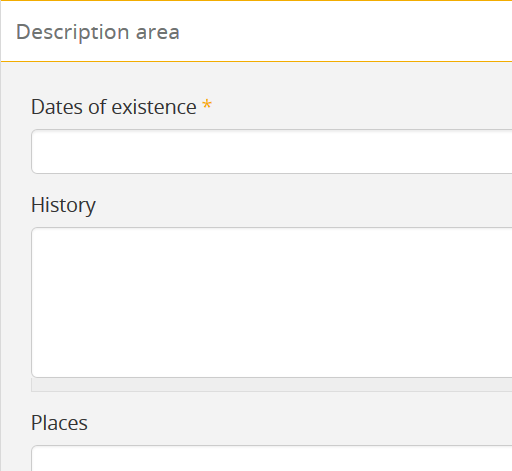 Description area
Dates of existence *
History
Places